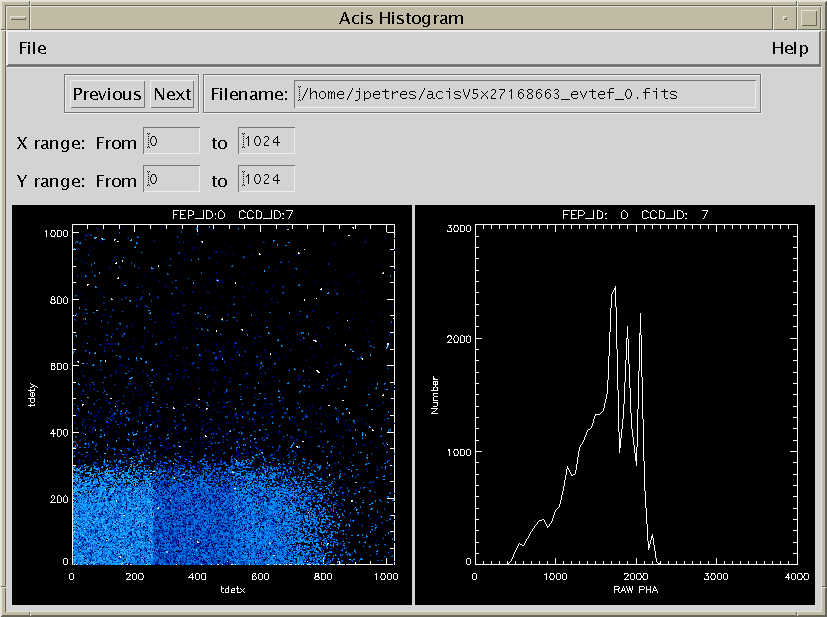 Acis Histogram
File Help
Previous Next Filename: /home/jpetres/acisV5x27168663_evtef_0.fits
X range: From 0 to 1024
Y range: From 0 to 1024
FEP_ID:0 CCD_ID:7
1000
800
600
400
200
0
tdety
0 200 400 600 800 1000
tdetx
FEP_ID: 0 CCD_ID: 7
3000
2000
1000
0
Number
0 1000 2000 3000 4000
RAW PHA